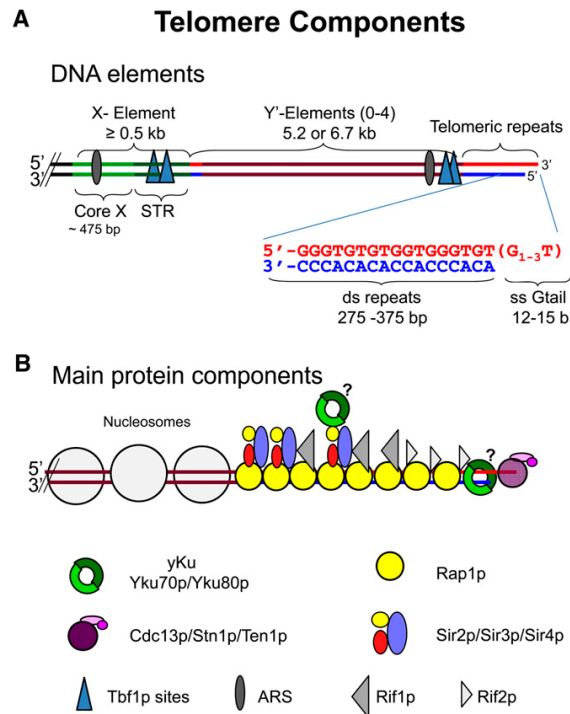 A
Telomere Components
DNA elements
X- Element
≥ 0.5 kb
Y'-Elements (0-4)
5.2 or 6.7 kb
Telomeric repeats
5'
3'
3'
5'
Core X
~ 475 bp
STR
5'-GGGTGTGTGGTGGGTGT(G1-3T)
3'-CCCACACACCACCCACA
ds repeats
275 -375 bp
ss Gtail
12-15 b
B
Main protein components
?
Nucleosomes
?
5'
3'
yKu
Yku70p/Yku80p
Rap1p
Cdc13p/Stn1p/Ten1p
Sir2p/Sir3p/Sir4p
Tbf1p sites
ARS
Rif1p
Rif2p